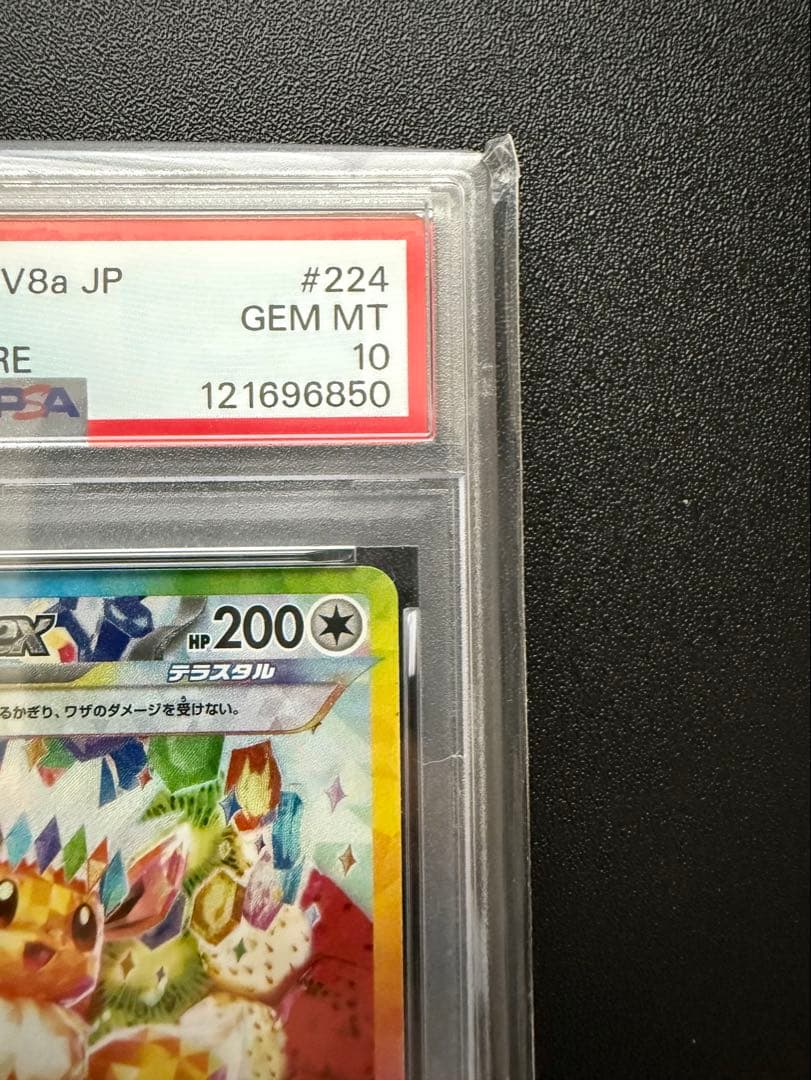 V8a JP #224
GEM MT
RE 10
PSA 121696850
ex HP 200
テラスタル
るかぎり、ワザのダメージを受けない。